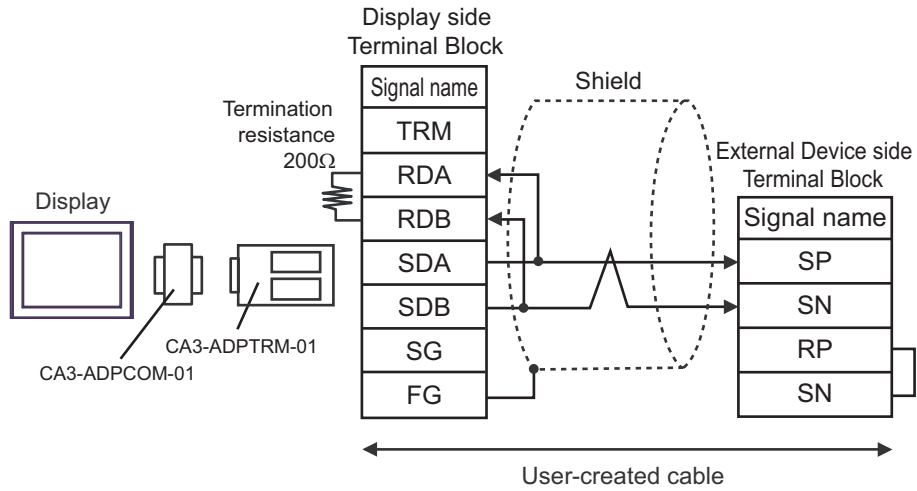 Display side
Terminal Block
Signal name
TRM
RDA
RDB
SDA
SDB
SG
FG
Termination
resistance
200Ω
Shield
External Device side
Terminal Block
Signal name
SP
SN
RP
SN
Display
CA3-ADPTRM-01
CA3-ADPCOM-01
User-created cable